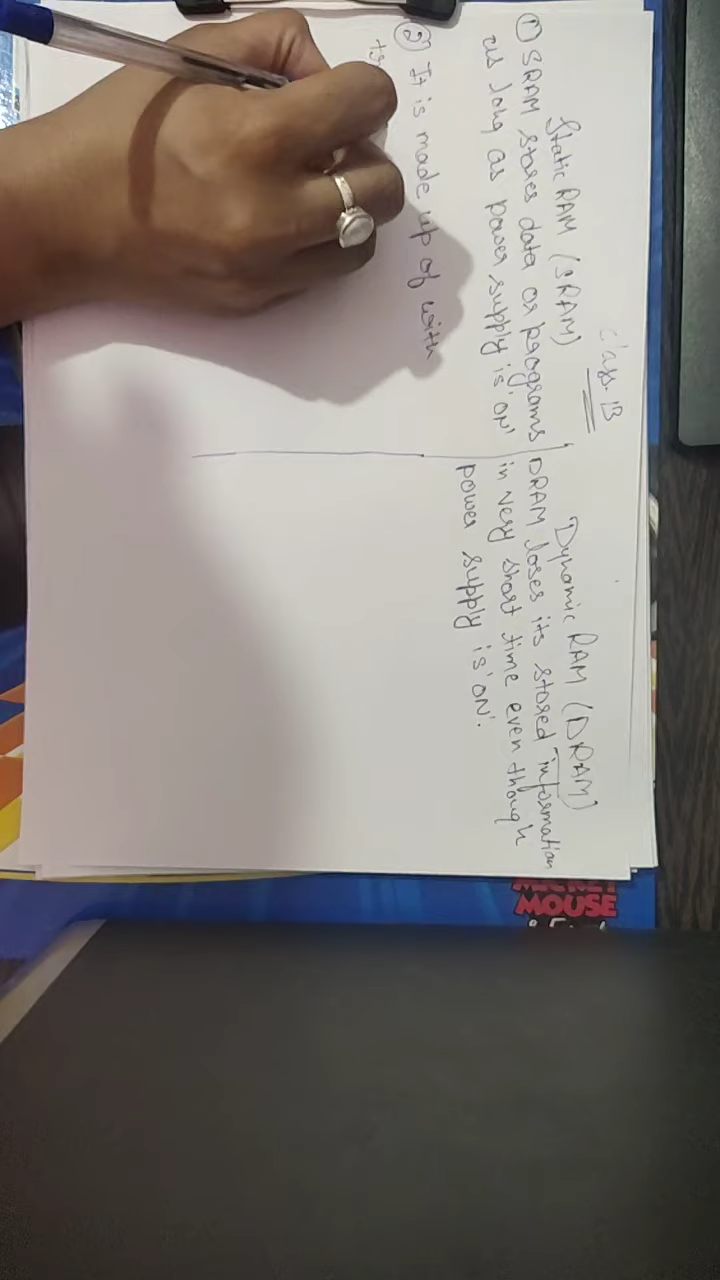 Class. 13
Static RAM (SRAM)
① SRAM stores data or programs
as long as power supply is 'ON'
② It is made up of with
Dynamic RAM (DRAM)
DRAM loses its stored information
in very short time even though
power supply is 'ON'.
MICKEY
MOUSE